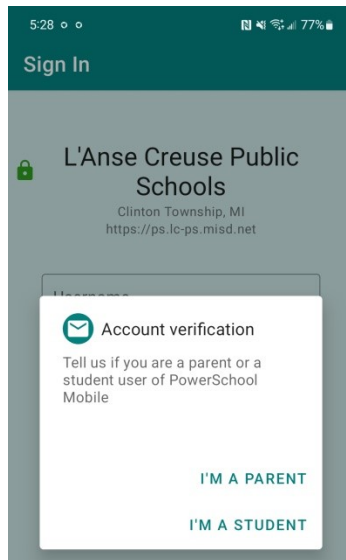 5:28
77%
Sign In
L'Anse Creuse Public
Schools
Clinton Township, MI
https://ps.lc-ps.misd.net
Username
Account verification
Tell us if you are a parent or a
student user of PowerSchool
Mobile
I'M A PARENT
I'M A STUDENT